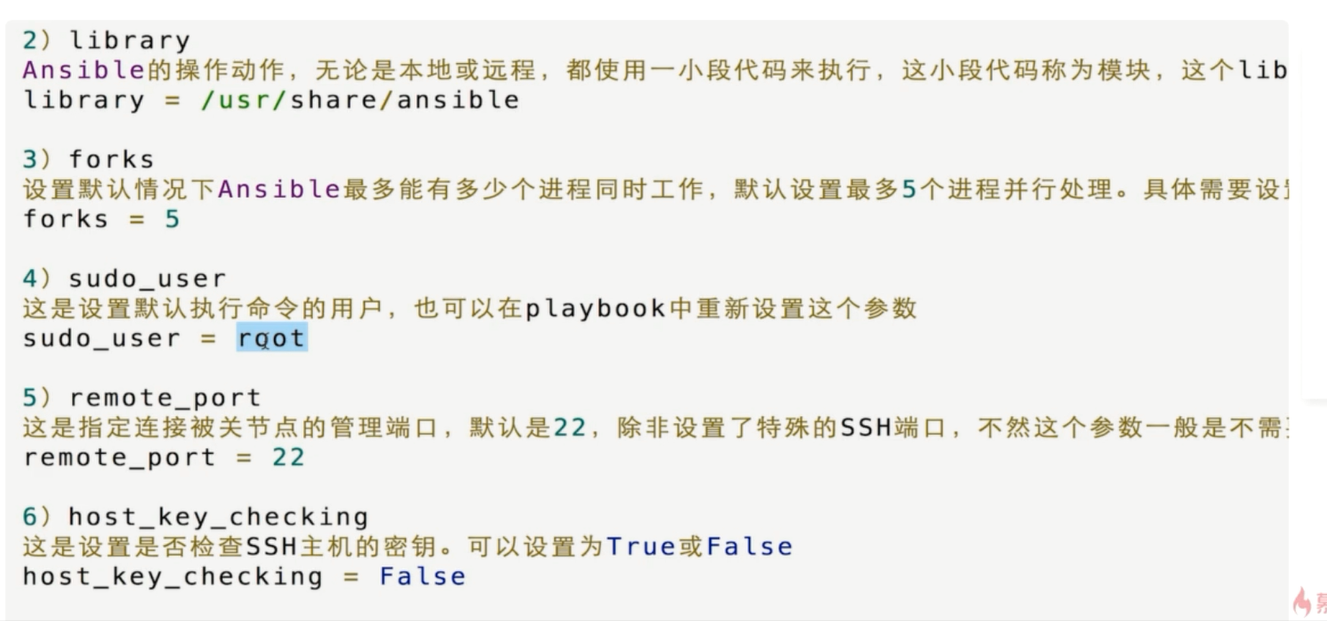 2) library
Ansible的操作动作，无论是本地或远程，都使用一小段代码来执行，这小段代码称为模块，这个lib
library = /usr/share/ansible
3) forks
设置默认情况下Ansible最多能有多少个进程同时工作，默认设置最多5个进程并行处理。具体需要设
forks = 5
4) sudo_user
这是设置默认执行命令的用户，也可以在playbook中重新设置这个参数
sudo_user = root
5) remote_port
这是指定连接被关节点的管理端口，默认是22，除非设置了特殊的SSH端口，不然这个参数一般是不需
remote_port = 22
6) host_key_checking
这是设置是否检查SSH主机的密钥。可以设置为True或False
host_key_checking = False